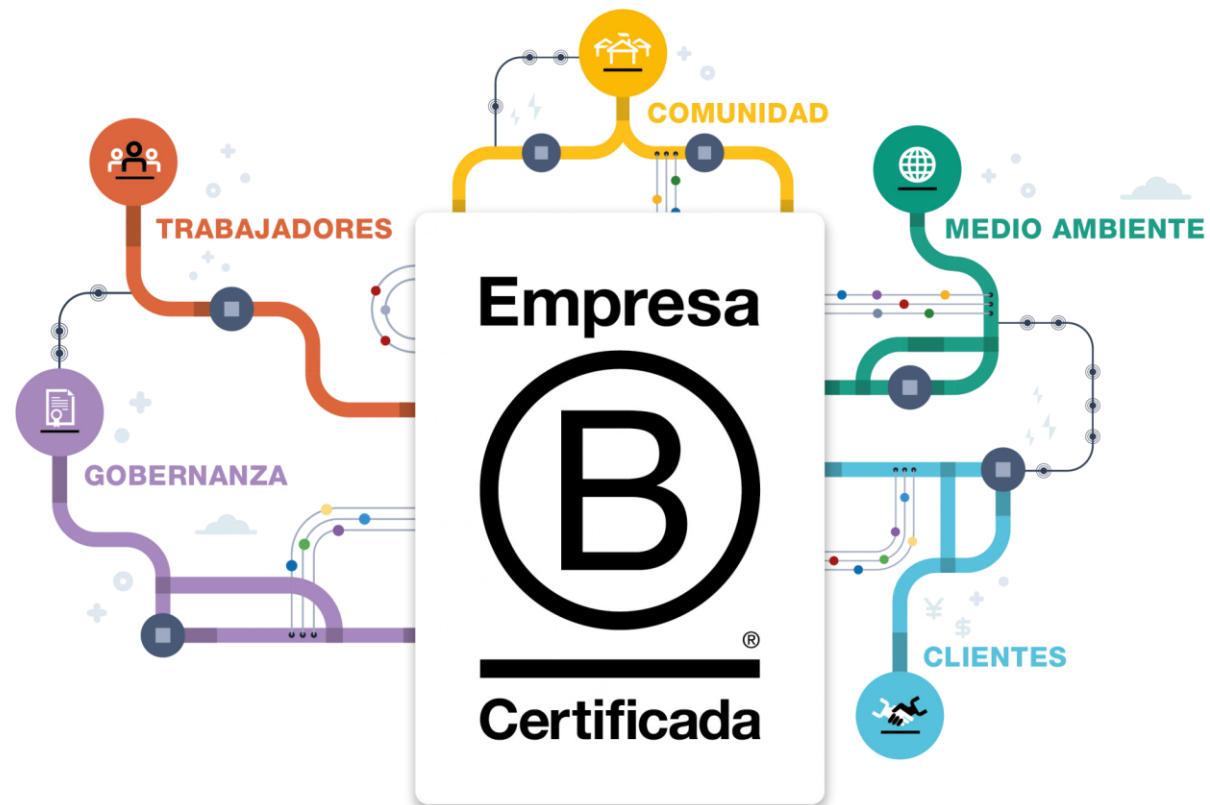 COMUNIDAD
TRABAJADORES
MEDIO AMBIENTE
Empresa
B
®
Certificada
GOBERNANZA
¥
$
CLIENTES